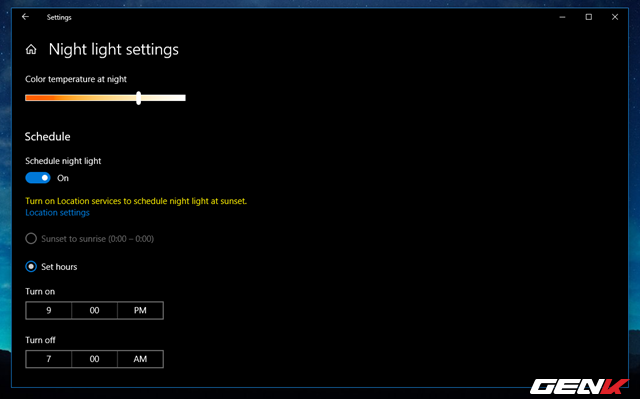 Settings
Night light settings
Color temperature at night
Schedule
Schedule night light
On
Turn on Location services to schedule night light at sunset.
Location settings
Sunset to sunrise (0:00 – 0:00)
Set hours
Turn on
9 00 PM
Turn off
7 00 AM
GENK